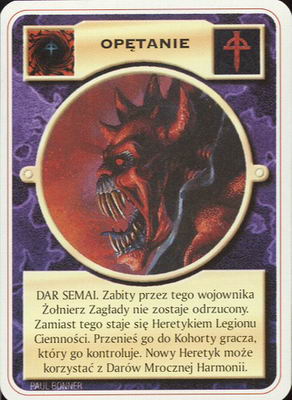 OPĘTANIE
DAR SEMAI. Zabity przez tego wojownika
Żołnierz Zagłady nie zostaje odrzucony.
Zamiast tego staje się Heretykiem Legionu
Ciemności. Przenieś go do Kohorty gracza,
który go kontroluje. Nowy Heretyk może
korzystać z Darów Mrocznej Harmonii.
PAUL BONNER